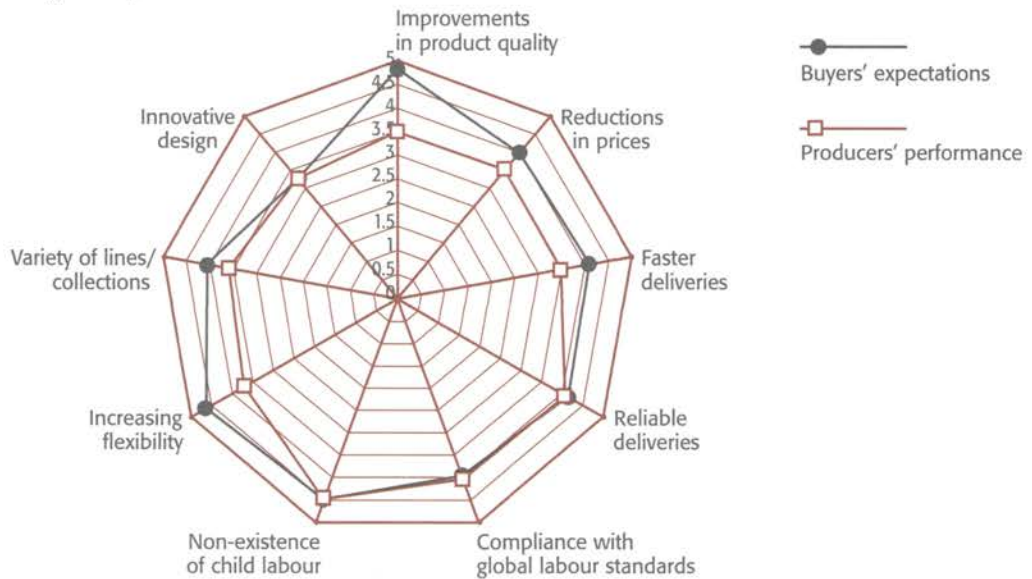 Improvements
in product quality
Reductions
in prices
Faster
deliveries
Reliable
deliveries
Compliance with
global labour standards
Non-existence
of child labour
Increasing
flexibility
Variety of lines/
collections
Innovative
design
5
4.5
4
3.5
3
2.5
2
1.5
1
0.5
0
Buyers' expectations
Producers' performance